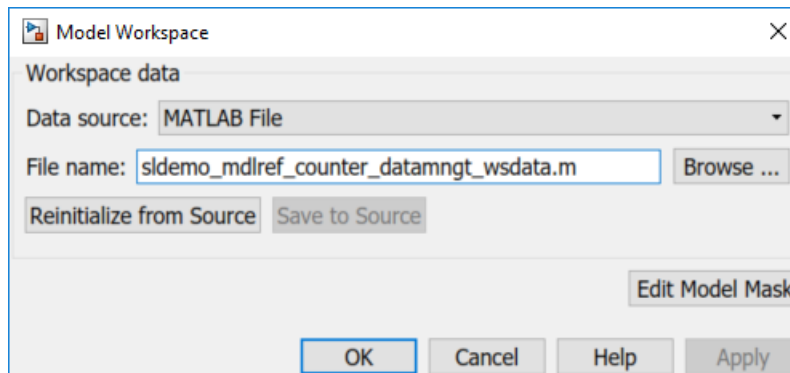 Model Workspace
Workspace data
Data source: MATLAB File
File name: sldemo_mdlref_counter_datamngt_wsdata.m Browse ...
Reinitialize from Source Save to Source
Edit Model Mask
OK Cancel Help Apply